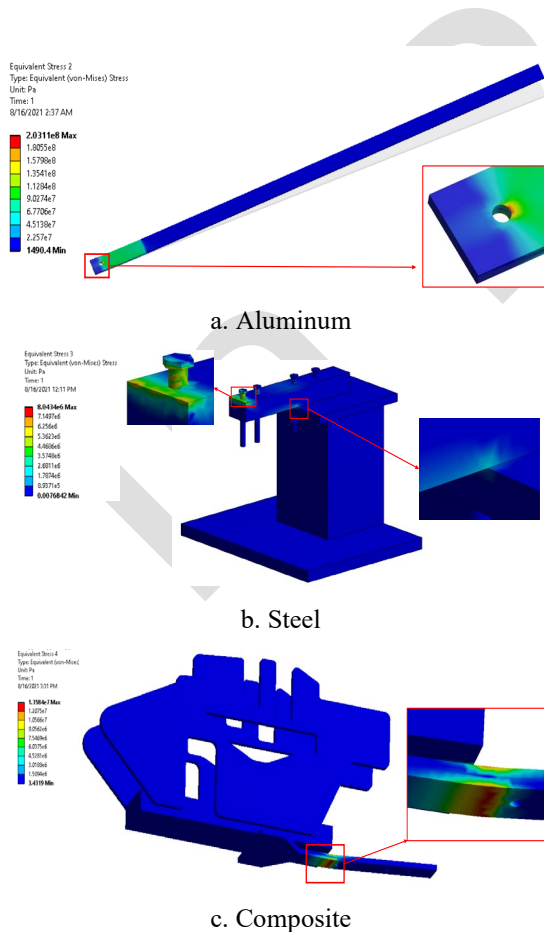 Equivalent Stress 2
Type: Equivalent (von-Mises) Stress
Unit: Pa
Time: 1
8/16/2021 2:37 AM
2.0311e8 Max
1.8055e8
1.5798e8
1.3541e8
1.1284e8
9.0274e7
6.7706e7
4.5138e7
2.257e7
1490.4 Min
a. Aluminum
Equivalent Stress 3
Type: Equivalent (von-Mises) Stress
Unit: Pa
Time: 1
8/16/2021 12:11 PM
8.0434e6 Max
7.1497e6
6.256e6
5.3623e6
4.4686e6
3.5748e6
2.6811e6
1.7874e6
8.9371e5
0.0076842 Min
b. Steel
Equivalent Stress 4
Type: Equivalent (von-Mises)
Unit: Pa
Time: 1
8/16/2021 3:51 PM
1.3584e7 Max
1.2075e7
1.0566e7
9.0562e6
7.5469e6
6.0375e6
4.5281e6
3.0188e6
1.5094e6
3.4319 Min
c. Composite